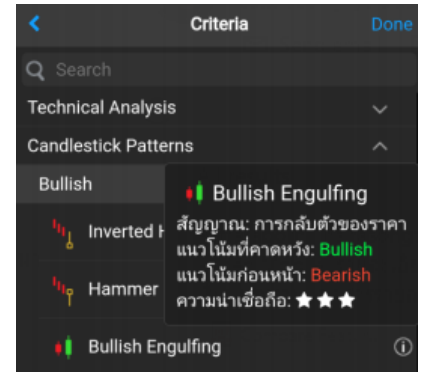 Criteria
Done
Search
Technical Analysis
Candlestick Patterns
Bullish
Bullish Engulfing
สัญญาณ: การกลับตัวของราคา
แนวโน้มที่คาดหวัง: Bullish
แนวโน้มก่อนหน้า: Bearish
ความน่าเชื่อถือ: ★★★
Inverted
Hammer
Bullish Engulfing